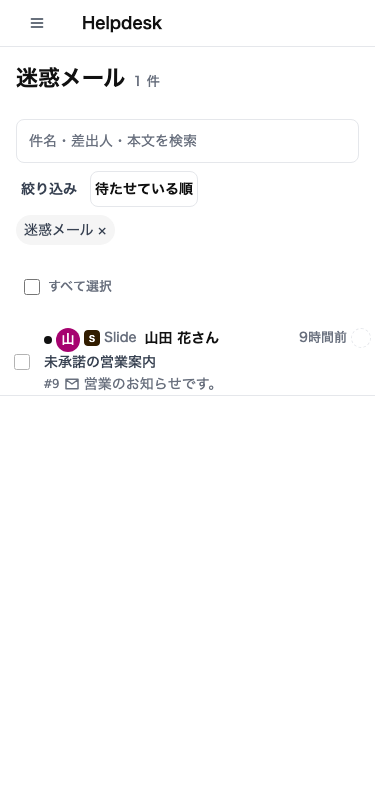 Helpdesk
迷惑メール 1 件
件名・差出人・本文を検索
絞り込み 待たせている順
迷惑メール ×
すべて選択
山 S Slide 山田 花さん 9時間前
未承諾の営業案内
#9 営業のお知らせです。